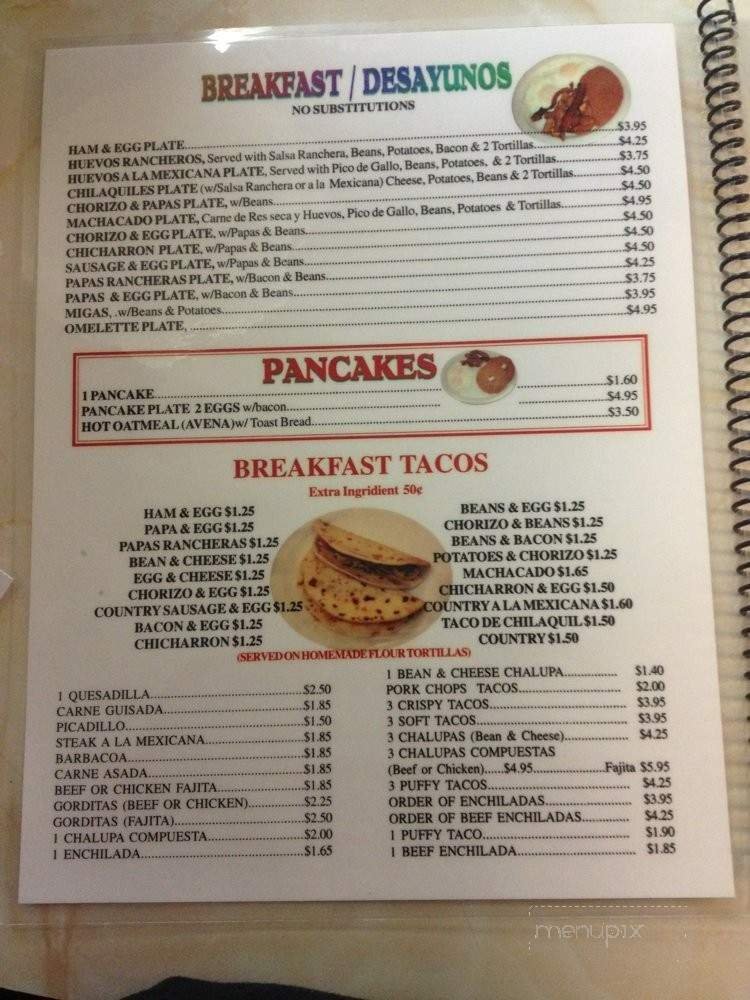 BREAKFAST / DESAYUNOS
NO SUBSTITUTIONS
HAM & EGG PLATE...$3.95
HUEVOS RANCHEROS, Served with Salsa Ranchera, Beans, Potatoes, Bacon & 2 Tortillas...$4.25
HUEVOS A LA MEXICANA PLATE, Served with Pico de Gallo, Beans, Potatoes, & 2 Tortillas...$3.75
CHILAQUILES PLATE (w/Salsa Ranchera or a la Mexicana) Cheese, Potatoes, Beans & 2 Tortillas...$4.50
CHORIZO & PAPAS PLATE, w/Beans...$4.50
MACHACADO PLATE, Carne de Res seca y Huevos, Pico de Gallo, Beans, Potatoes & Tortillas...$4.95
CHORIZO & EGG PLATE, w/Papas & Beans...$4.50
CHICHARRON PLATE, w/Papas & Beans...$4.50
SAUSAGE & EGG PLATE, w/Papas & Beans...$4.50
PAPAS RANCHERAS PLATE, w/Bacon & Beans...$4.25
PAPAS & EGG PLATE, w/Bacon & Beans...$3.75
MIGAS, .w/Beans & Potatoes...$3.95
OMELETTE PLATE, ...$4.95
PANCAKES
1 PANCAKE...$1.60
PANCAKE PLATE 2 EGGS w/bacon...$4.95
HOT OATMEAL (AVENA) w/ Toast Bread...$3.50
BREAKFAST TACOS
Extra Ingridient 50¢
HAM & EGG $1.25
PAPA & EGG $1.25
PAPAS RANCHERAS $1.25
BEAN & CHEESE $1.25
EGG & CHEESE $1.25
CHORIZO & EGG $1.25
COUNTRY SAUSAGE & EGG $1.25
BACON & EGG $1.25
CHICHARRON $1.25
BEANS & EGG $1.25
CHORIZO & BEANS $1.25
BEANS & BACON $1.25
POTATOES & CHORIZO $1.25
MACHACADO $1.65
CHICHARRON & EGG $1.50
COUNTRY A LA MEXICANA $1.60
TACO DE CHILAQUIL $1.50
COUNTRY $1.50
(SERVED ON HOMEMADE FLOUR TORTILLAS)
1 QUESADILLA...$2.50
CARNE GUISADA...$1.85
PICADILLO...$1.50
STEAK A LA MEXICANA...$1.85
BARBACOA...$1.85
CARNE ASADA...$1.85
BEEF OR CHICKEN FAJITA...$1.85
GORDITAS (BEEF OR CHICKEN)...$2.25
GORDITAS (FAJITA)...$2.50
1 CHALUPA COMPUESTA...$2.00
1 ENCHILADA...$1.65
1 BEAN & CHEESE CHALUPA...$1.40
PORK CHOPS TACOS...$2.00
3 CRISPY TACOS...$3.95
3 SOFT TACOS...$3.95
3 CHALUPAS (Bean & Cheese)...$4.25
3 CHALUPAS COMPUESTAS
(Beef or Chicken)...$4.95...Fajita $5.95
3 PUFFY TACOS...$4.25
ORDER OF ENCHILADAS...$3.95
ORDER OF BEEF ENCHILADAS...$4.25
1 PUFFY TACO...$1.90
1 BEEF ENCHILADA...$1.85
menupix